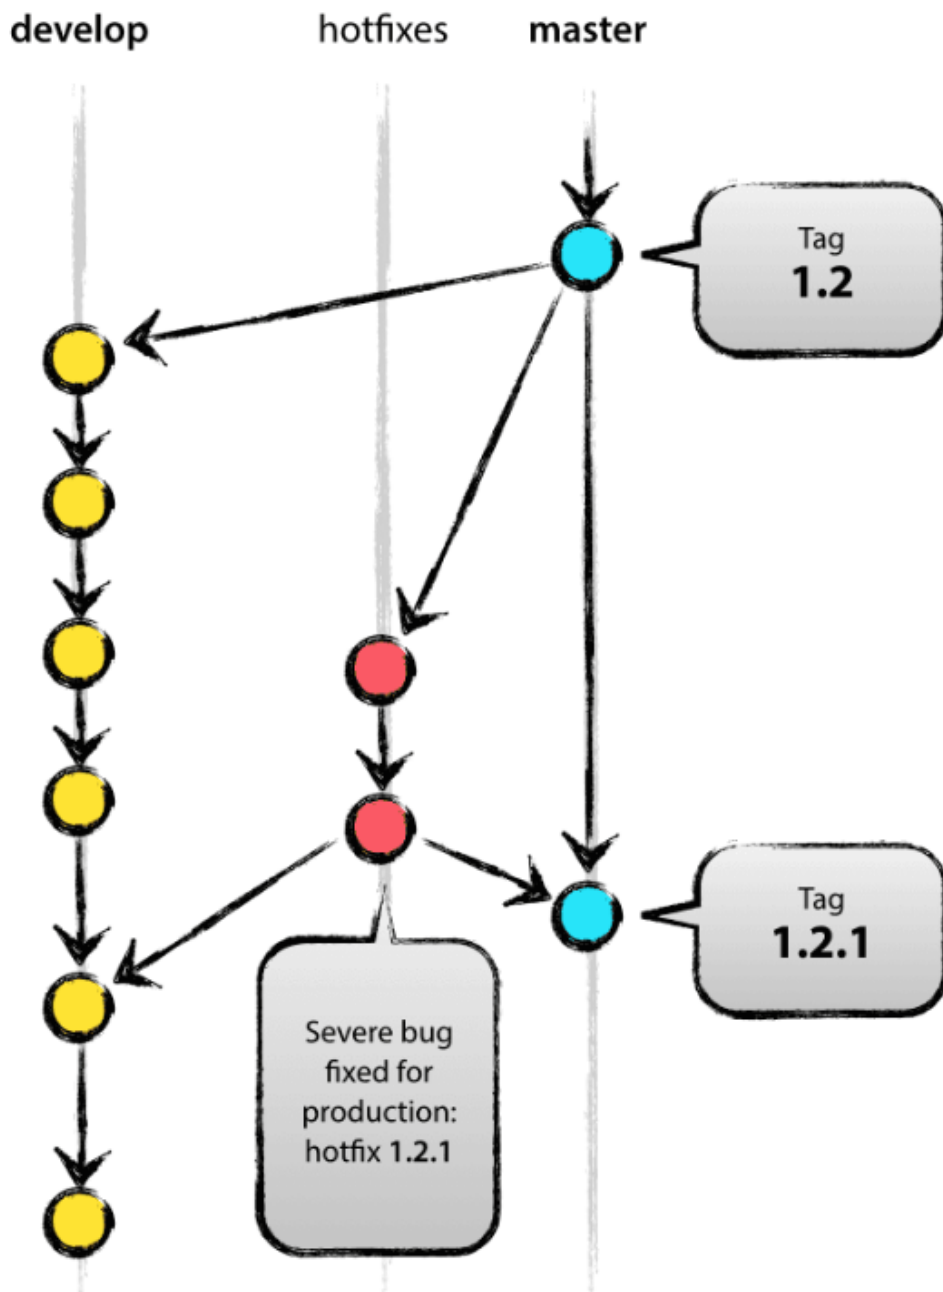 develop
hotfixes
master
Tag
1.2
Tag
1.2.1
Severe bug
fixed for
production:
hotfix 1.2.1